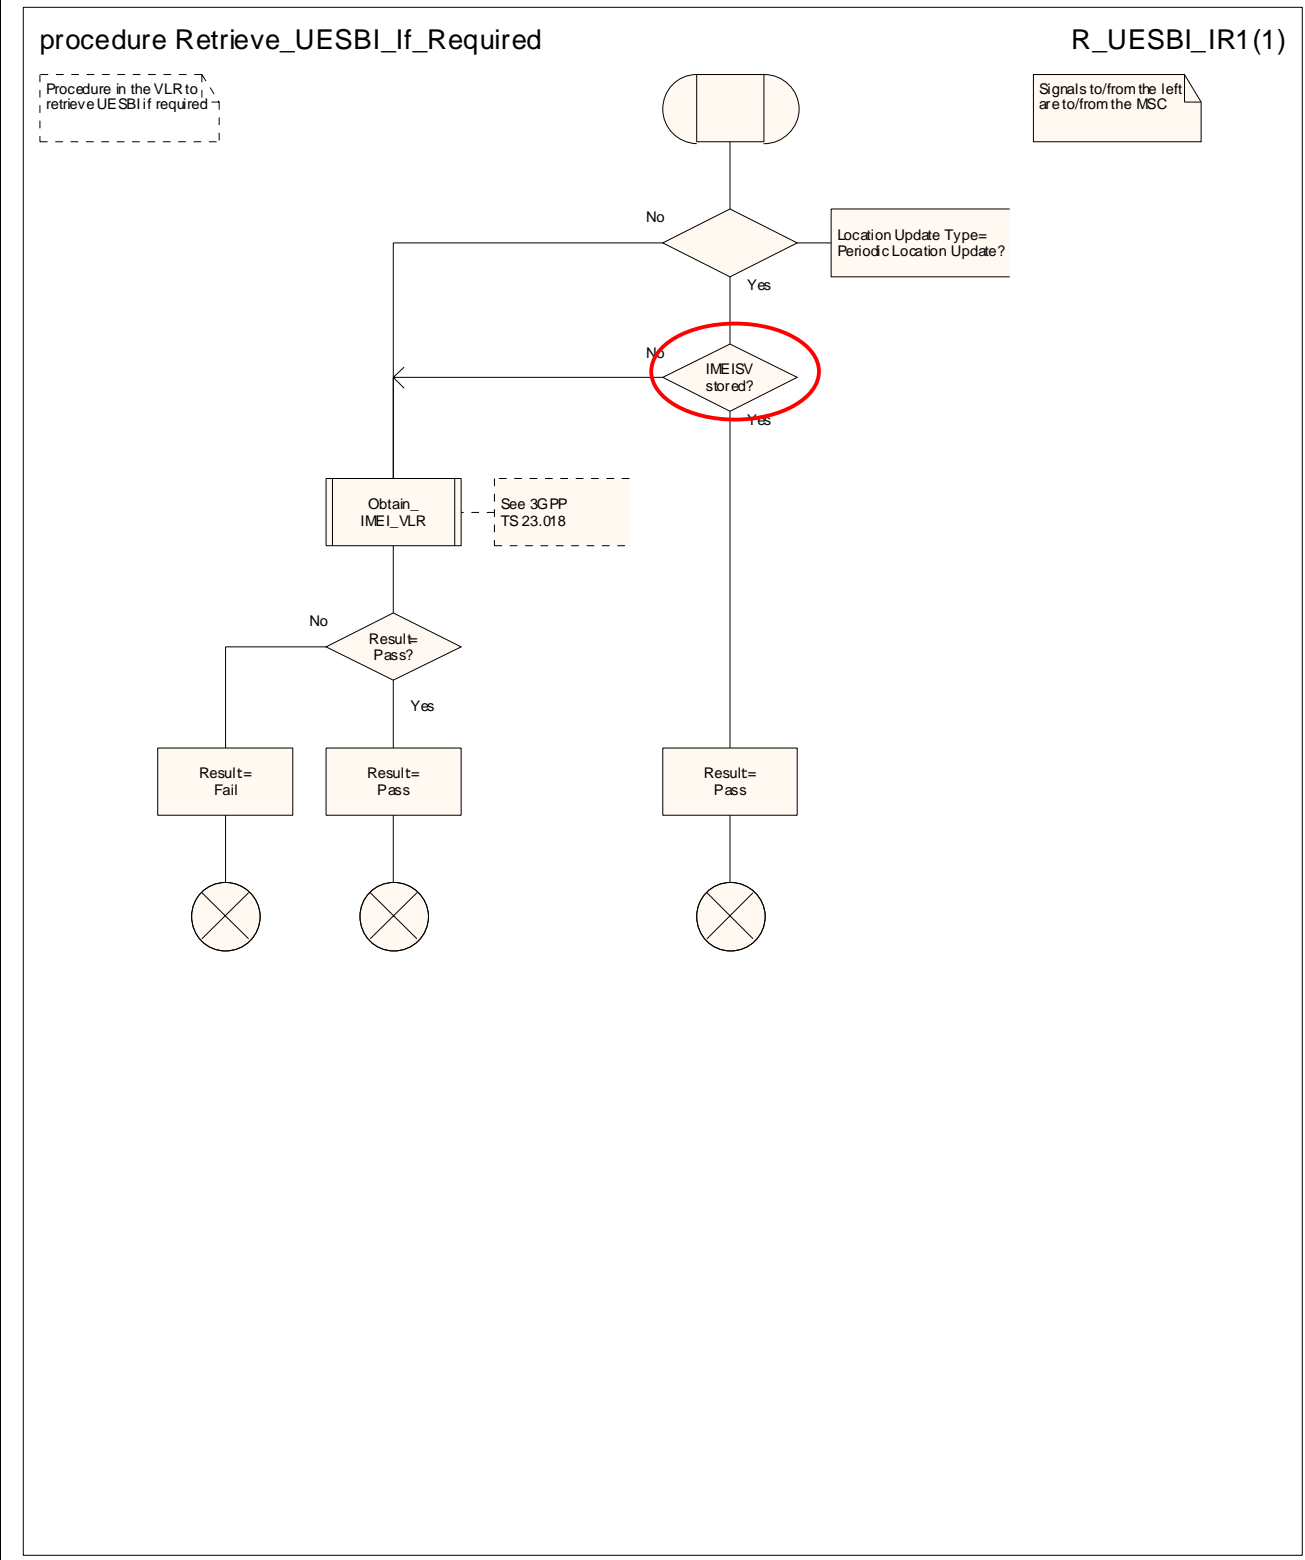 procedure Retrieve_UESBI_If_Required
R_UESBI_IR1(1)
Procedure in the VLR to
retrieve UESBI if required
Signals to/from the left
are to/from the MSC
No
Location Update Type=
Periodic Location Update?
Yes
No
IMEISV
stored?
Yes
Obtain_
IMEI_VLR
See 3GPP
TS 23.018
No
Result=
Pass?
Yes
Result=
Fail
Result=
Pass
Result=
Pass